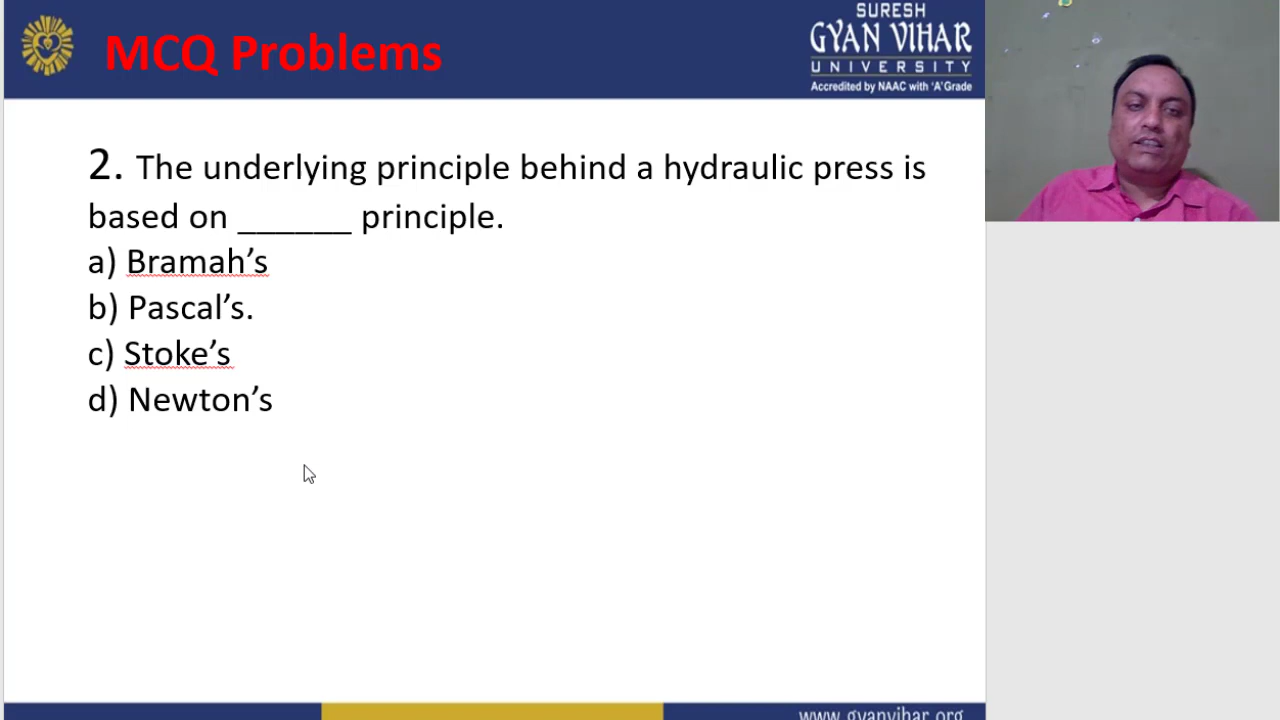 MCQ Problems
SURESH
GYAN VIHAR
UNIVERSITY
Accredited by NAAC with 'A'Grade
2. The underlying principle behind a hydraulic press is
based on ______ principle.
a) Bramah’s
b) Pascal’s.
c) Stoke’s
d) Newton’s
www.gyanvihar.org